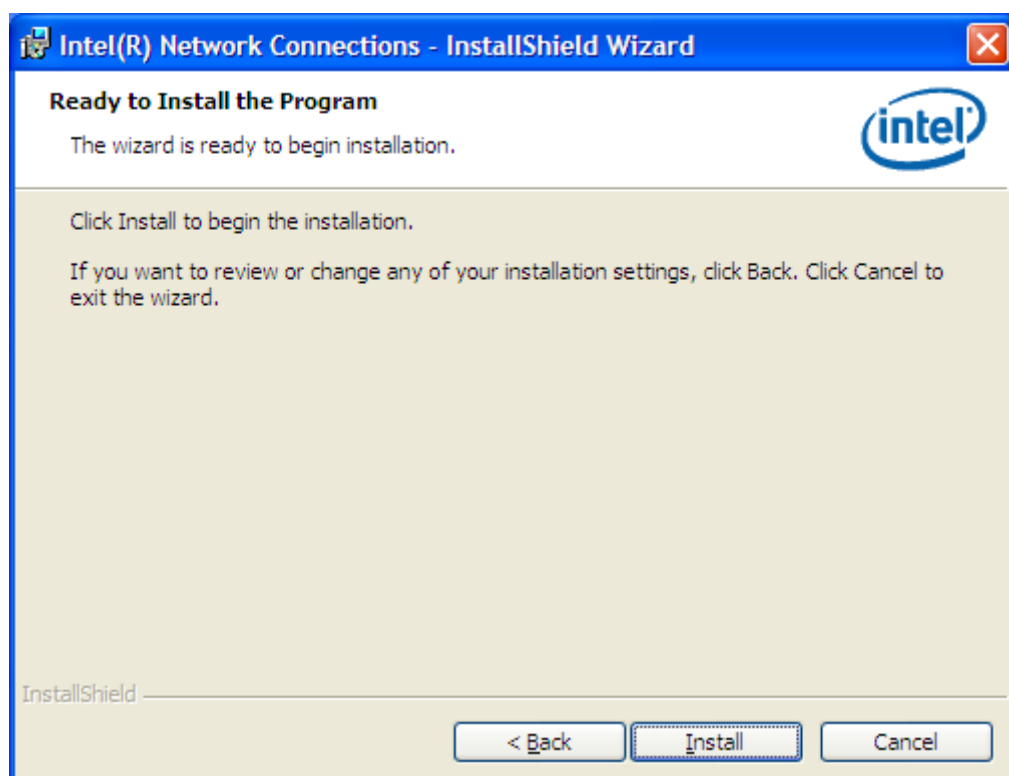 Intel(R) Network Connections - InstallShield Wizard
Ready to Install the Program
The wizard is ready to begin installation.
intel
Click Install to begin the installation.
If you want to review or change any of your installation settings, click Back. Click Cancel to
exit the wizard.
InstallShield
< Back
Install
Cancel